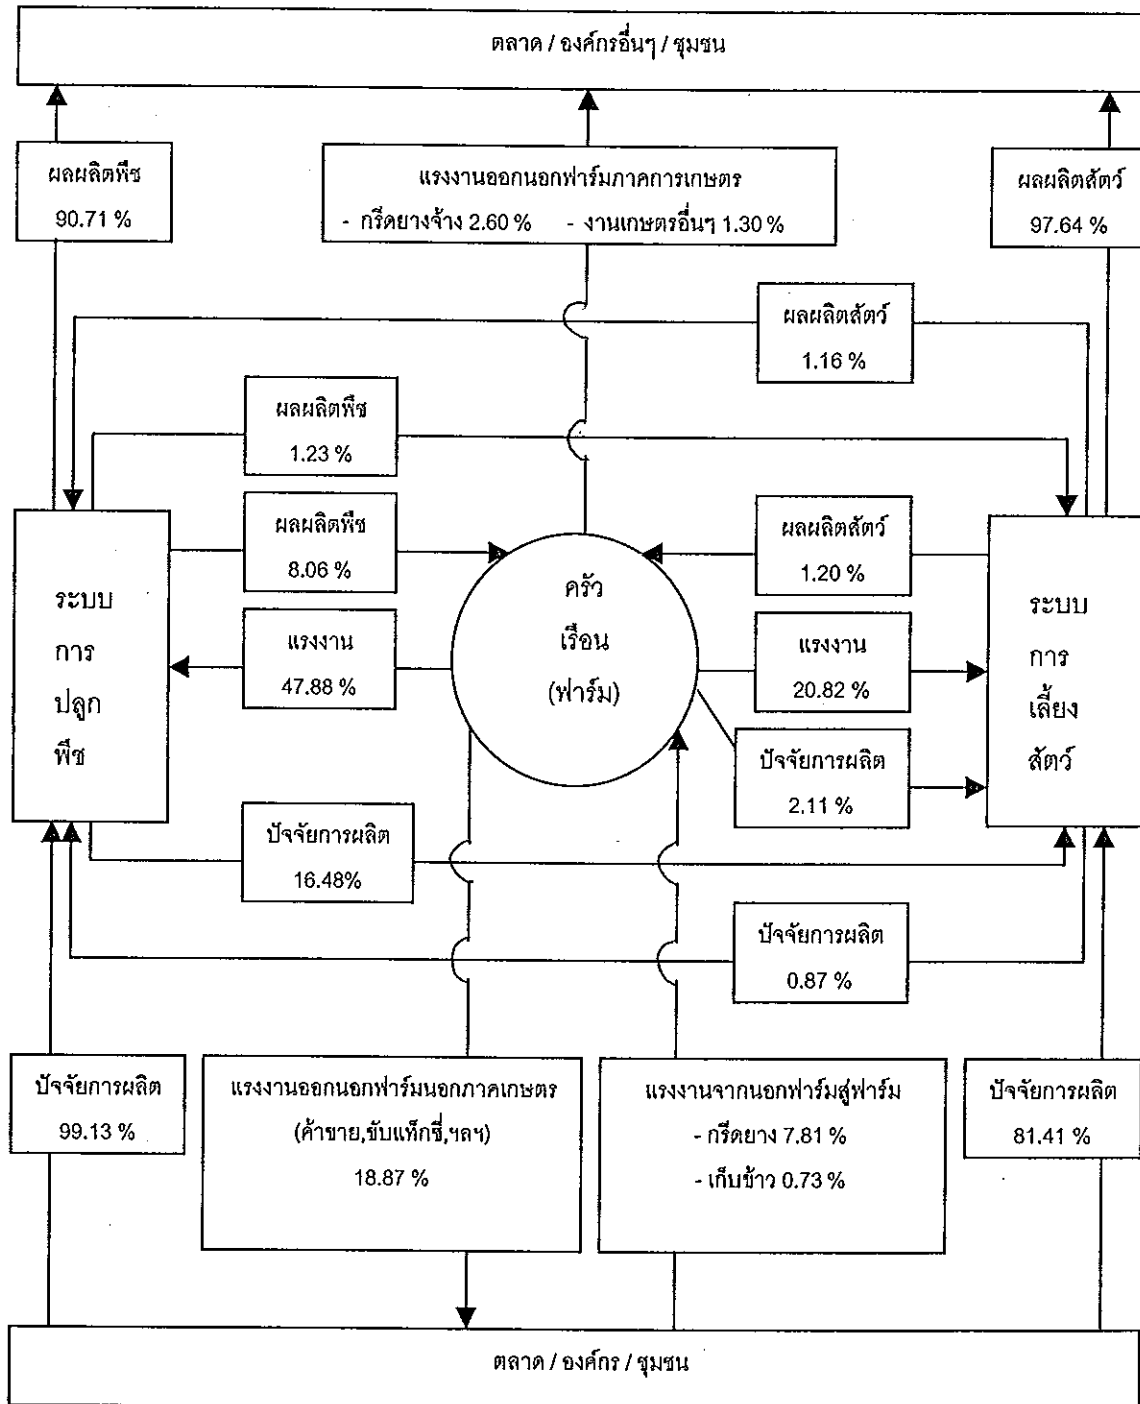 ตลาด / องค์กรอื่นๆ / ชุมชน
ผลผลิตพืช
90.71 %
แรงงานออกนอกฟาร์มภาคการเกษตร
- กรีดยางจ้าง 2.60 % - งานเกษตรอื่นๆ 1.30 %
ผลผลิตสัตว์
97.64 %
ผลผลิตสัตว์
1.16 %
ผลผลิตพืช
1.23 %
ผลผลิตพืช
8.06 %
ผลผลิตสัตว์
1.20 %
ระบบ
การ
ปลูก
พืช
แรงงาน
47.88 %
ครัว
เรือน
(ฟาร์ม)
แรงงาน
20.82 %
ระบบ
การ
เลี้ยง
สัตว์
ปัจจัยการผลิต
2.11 %
ปัจจัยการผลิต
16.48%
ปัจจัยการผลิต
0.87 %
ปัจจัยการผลิต
99.13 %
แรงงานออกนอกฟาร์มนอกภาคเกษตร
(ค้าขาย,ขับแท็กซี่,ฯลฯ)
18.87 %
แรงงานจากนอกฟาร์มสู่ฟาร์ม
- กรีดยาง 7.81 %
- เก็บข้าว 0.73 %
ปัจจัยการผลิต
81.41 %
ตลาด / องค์กร / ชุมชน